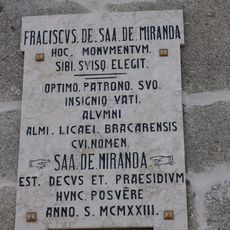 FRACISCVS. DE. SAA. DE. MIRANDA
HOC. MONVMENTVM.
SIBI. SVISQ. ELEGIT.
OPTIMO. PATRONO. SVO.
INSIGNIQ VATI.
ALVMNI
ALMI. LICAEI. BRACARENSIS
CVI. NOMEN.
SAA. DE MIRANDA
EST. DECVS ET. PRAESIDIVM
HVNC. POSVÊRE
ANNO. S. MCMXXIII.